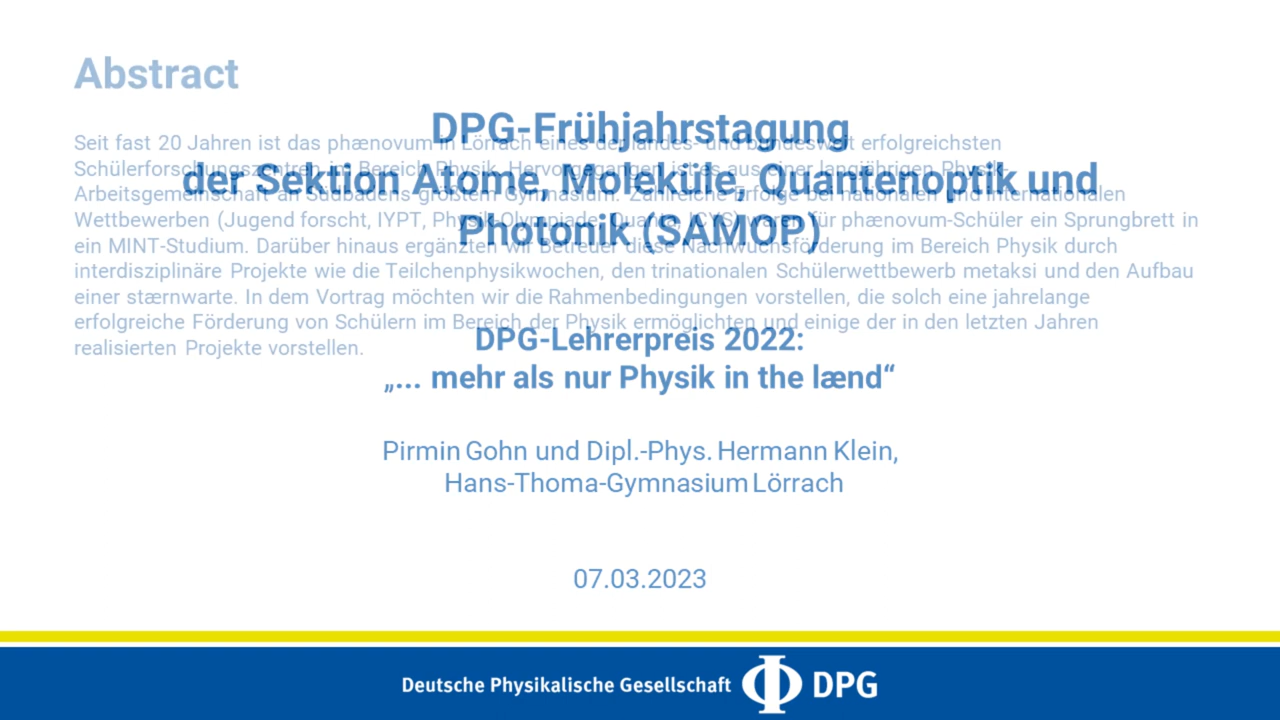 Abstract
DPG-Frühjahrstagung
der Sektion Atome, Moleküle, Quantenoptik und
Photonik (SAMOP)
Seit fast 20 Jahren ist das phænovum in Lörrach eines der landes- und bundesweit erfolgreichsten
Schülerforschungszentren im Bereich Physik. Hervorgegangen ist es aus einer langjährigen Physik-
Arbeitsgemeinschaft an Südbadens größtem Gymnasium. Zahlreiche Erfolge bei nationalen und internationalen
Wettbewerben (Jugend forscht, IYPT, Physik-Olympiade, ICYS) waren für phænovum-Schüler ein Sprungbrett in
ein MINT-Studium. Darüber hinaus ergänzten wir Betreuer diese Nachwuchsförderung im Bereich Physik durch
interdisziplinäre Projekte wie die Teilchenphysikwochen, den trinationalen Schülerwettbewerb metaksi und den Aufbau
einer stærnwarte. In dem Vortrag möchten wir die Rahmenbedingungen vorstellen, die solch eine jahrelange
erfolgreiche Förderung von Schülern im Bereich der Physik ermöglichten und einige der in den letzten Jahren
realisierten Projekte vorstellen.
DPG-Lehrerpreis 2022:
„... mehr als nur Physik in the lænd“
Pirmin Gohn und Dipl.-Phys. Hermann Klein,
Hans-Thoma-Gymnasium Lörrach
07.03.2023
Deutsche Physikalische Gesellschaft DPG